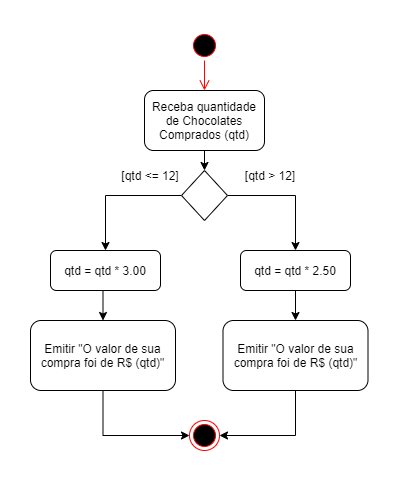 Receba quantidade
de Chocolates
Comprados (qtd)
[qtd <= 12]
[qtd > 12]
qtd = qtd * 3.00
qtd = qtd * 2.50
Emitir "O valor de sua
compra foi de R$ (qtd)"
Emitir "O valor de sua
compra foi de R$ (qtd)"